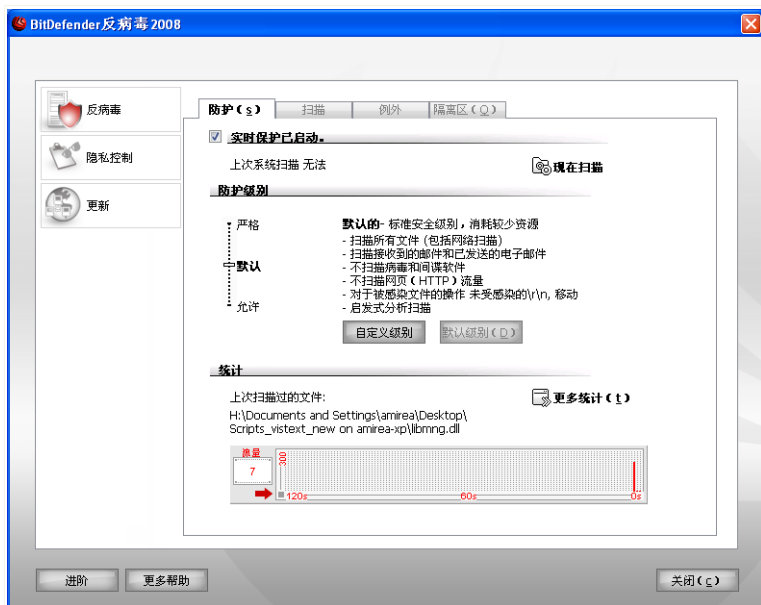 BitDefender反病毒 2008
反病毒
隐私控制
更新
防护(s) 扫描 例外 隔离区(Q)
实时保护已启动。
上次系统扫描 无法
现在扫描
防护级别
严格
默认
允许
默认的- 标准安全级别，消耗较少资源
- 扫描所有文件 (包括网络扫描)
- 扫描接收到的邮件和已发送的电子邮件
- 不扫描病毒和间谍软件
- 不扫描网页(HTTP)流量
- 对于被感染文件的操作 未受感染的\r\n, 移动
- 启发式分析扫描
自定义级别 默认级别(D)
统计
上次扫描过的文件:
更多统计(t)
H:\Documents and Settings\amirea\Desktop\
Scripts_vistext_new on amirea-xp\libmng.dll
流量
7
300
120s 60s 0s
进阶 更多帮助 关闭(c)